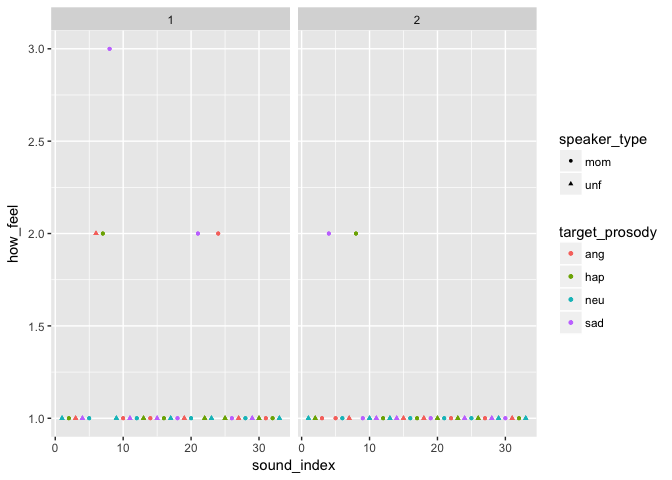 1
2
how_feel
3.0
2.5
2.0
1.5
1.0
0 10 20 30
0 10 20 30
sound_index
speaker_type
mom
unf
target_prosody
ang
hap
neu
sad